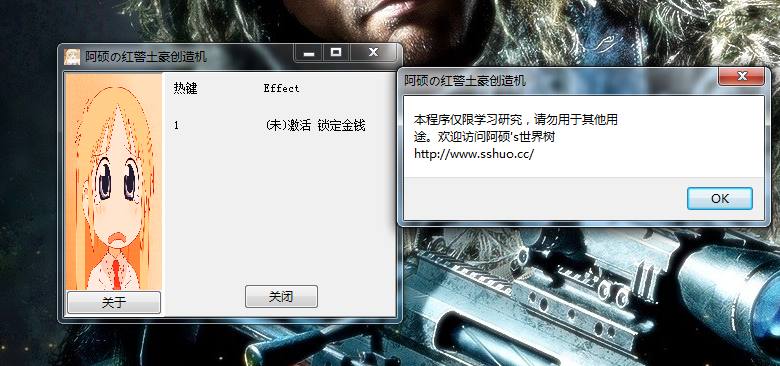 阿硕の红警土豪创造机
热键 Effect
1 (未)激活 锁定金钱
关于
关闭
阿硕の红警土豪创造机
本程序仅限学习研究，请勿用于其他用
途。欢迎访问阿硕's世界树
http://www.sshuo.cc/
OK